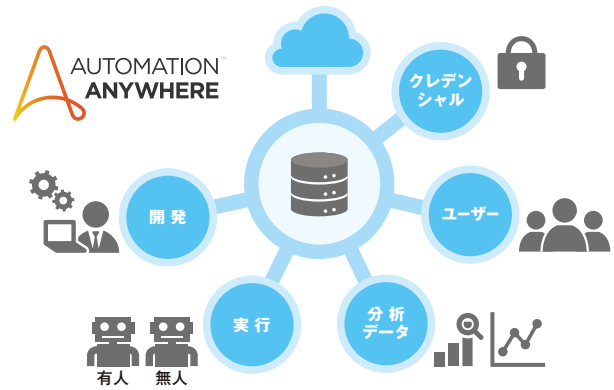 AUTOMATION
ANYWHERE
クレデン
シャル
開発
ユーザー
実行
分析
データ
有人
無人